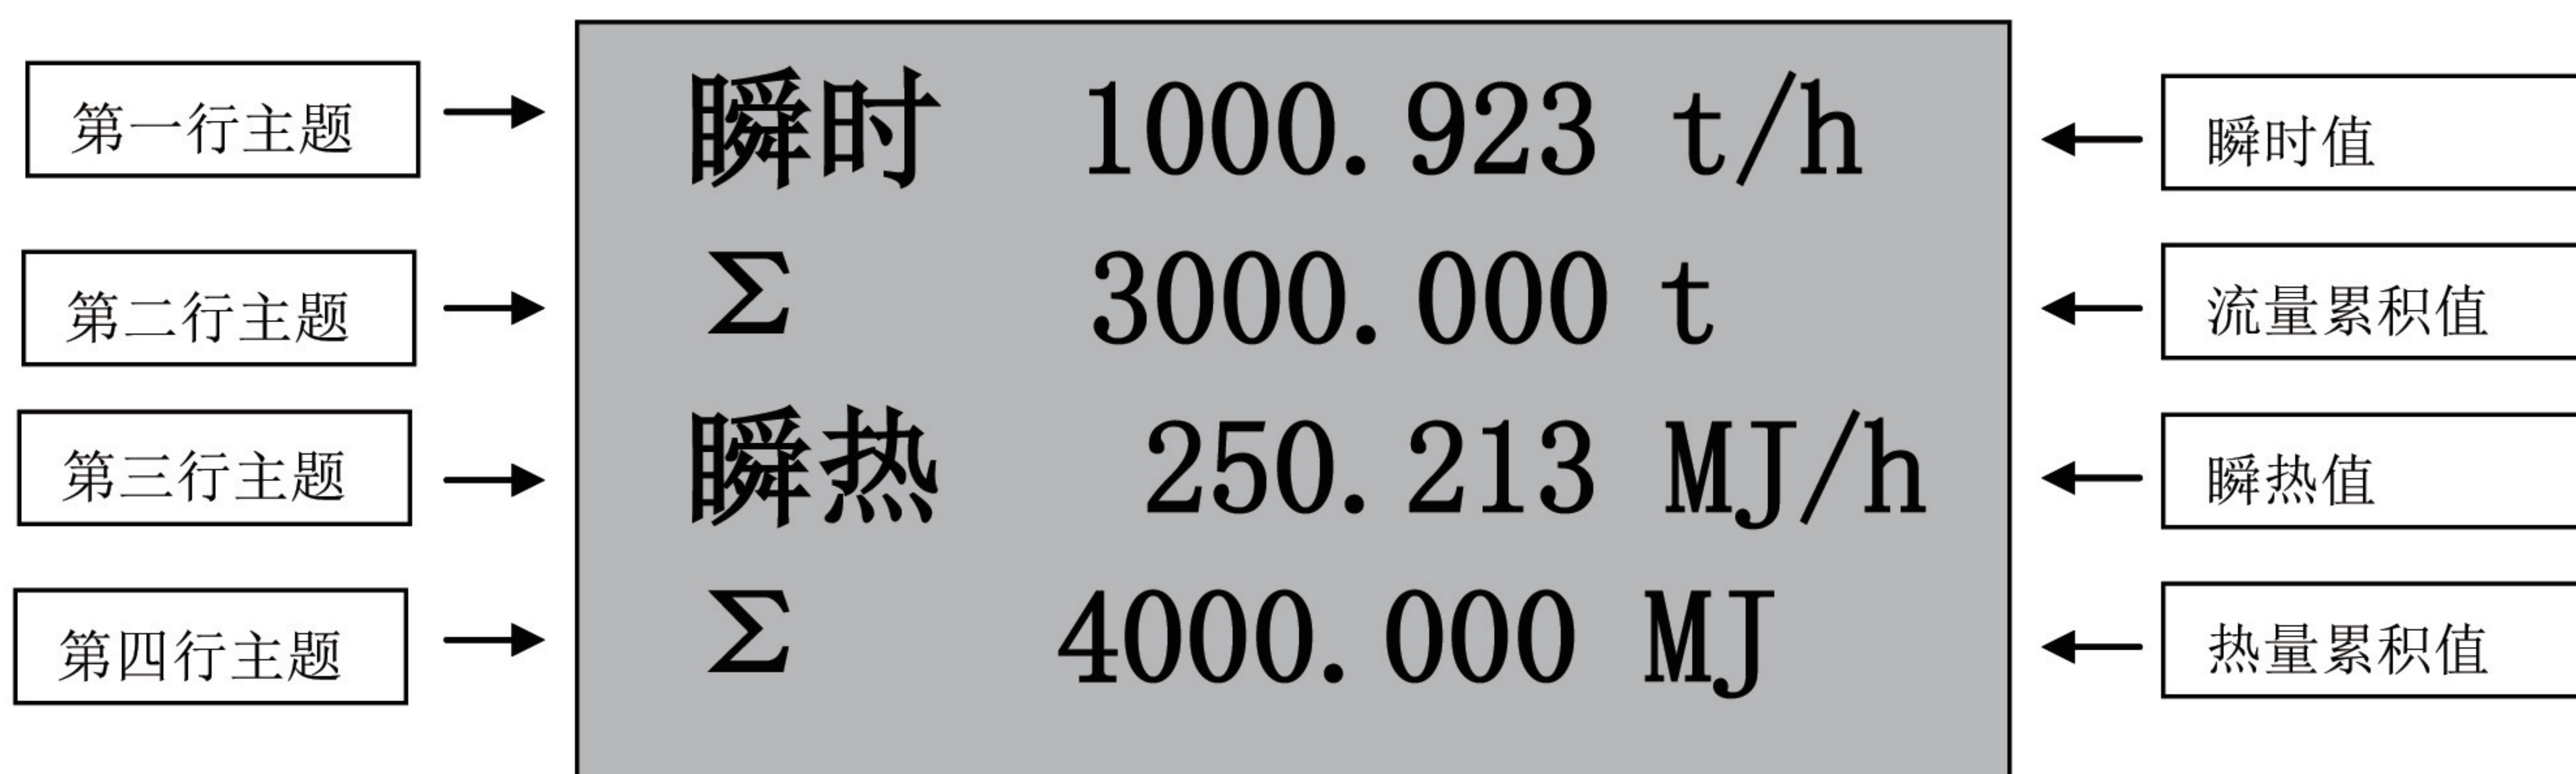 第一行主题 瞬时 1000.923 t/h 瞬时值
第二行主题 Σ 3000.000 t 流量累积值
第三行主题 瞬热 250.213 MJ/h 瞬热值
第四行主题 Σ 4000.000 MJ 热量累积值